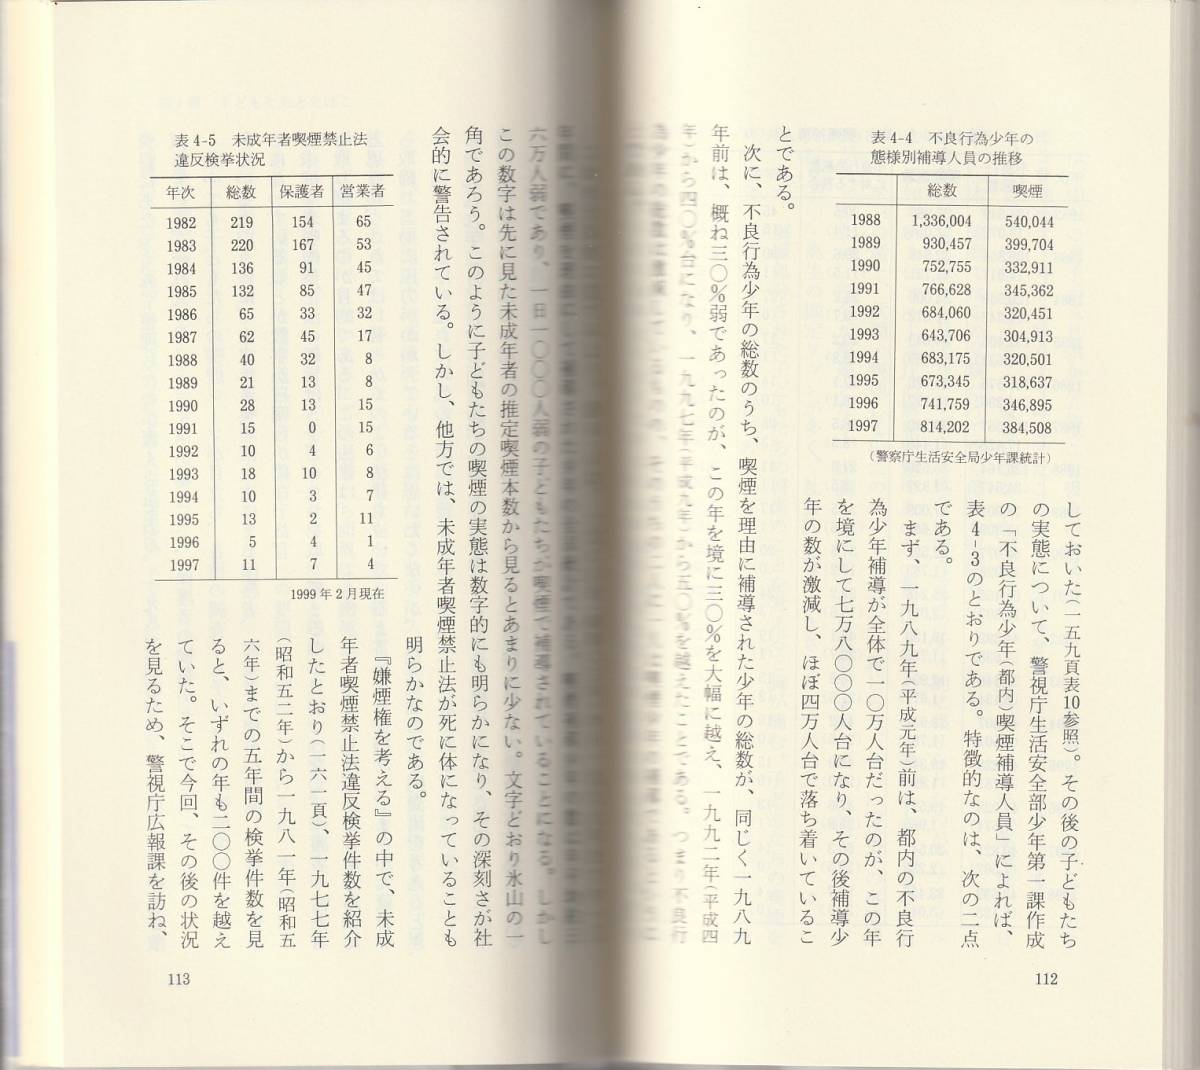 表4-4 不良行為少年の
態様別補導人員の推移
総数 喫煙
1988 1,336,004 540,044
1989 930,457 399,704
1990 752,755 332,911
1991 766,628 345,362
1992 684,060 320,451
1993 643,706 304,913
1994 683,175 320,501
1995 673,345 318,637
1996 741,759 346,895
1997 814,202 384,508
(警察庁生活安全局少年課統計)
しておいた(一五九頁表10参照)。その後の子どもたち
の実態について、警視庁生活安全部少年第一課作成
の「不良行為少年(都内)喫煙補導人員」によれば、
表4-3のとおりである。特徴的なのは、次の二点
である。
まず、一九八九年(平成元年)前は、都内の不良行
為少年補導が全体で一〇万人台だったのが、この年
を境にして七万八〇〇〇人台になり、その後補導少
年の数が激減し、ほぼ四万人台で落ち着いているこ
とである。
次に、不良行為少年の総数のうち、喫煙を理由に補導された少年の総数が、同じく一九八九
年前は、概ね三〇%弱であったのが、この年を境に三〇%を大幅に越え、一九九二年(平成四
年)から四〇%台になり、一九九七年(平成九年)から五〇%を越えたことである。つまり不良行
112
六万人弱であり、一日一〇〇〇人弱の子どもたちが喫煙で補導されていることになる。しかし
この数字は先に見た未成年者の推定喫煙本数から見るとあまりに少ない。文字どおり氷山の一
角であろう。このように子どもたちの喫煙の実態は数字的にも明らかになり、その深刻さが社
会的に警告されている。しかし、他方では、未成年者喫煙禁止法が死に体になっていることも
明らかなのである。
『嫌煙権を考える』の中で、未成
年者喫煙禁止法違反検挙件数を紹介
したとおり(一六一頁)、一九七七年
(昭和五二年)から一九八一年(昭和五
六年)までの五年間の検挙件数を見
ると、いずれの年も二〇〇件を越え
ていた。そこで今回、その後の状況
を見るため、警視庁広報課を訪ね、
表4-5 未成年者喫煙禁止法
違反検挙状況
年次 総数 保護者 営業者
1982 219 154 65
1983 220 167 53
1984 136 91 45
1985 132 85 47
1986 65 33 32
1987 62 45 17
1988 40 32 8
1989 21 13 8
1990 28 13 15
1991 15 0 15
1992 10 4 6
1993 18 10 8
1994 10 3 7
1995 13 2 11
1996 5 4 1
1997 11 7 4
1999年2月現在
113